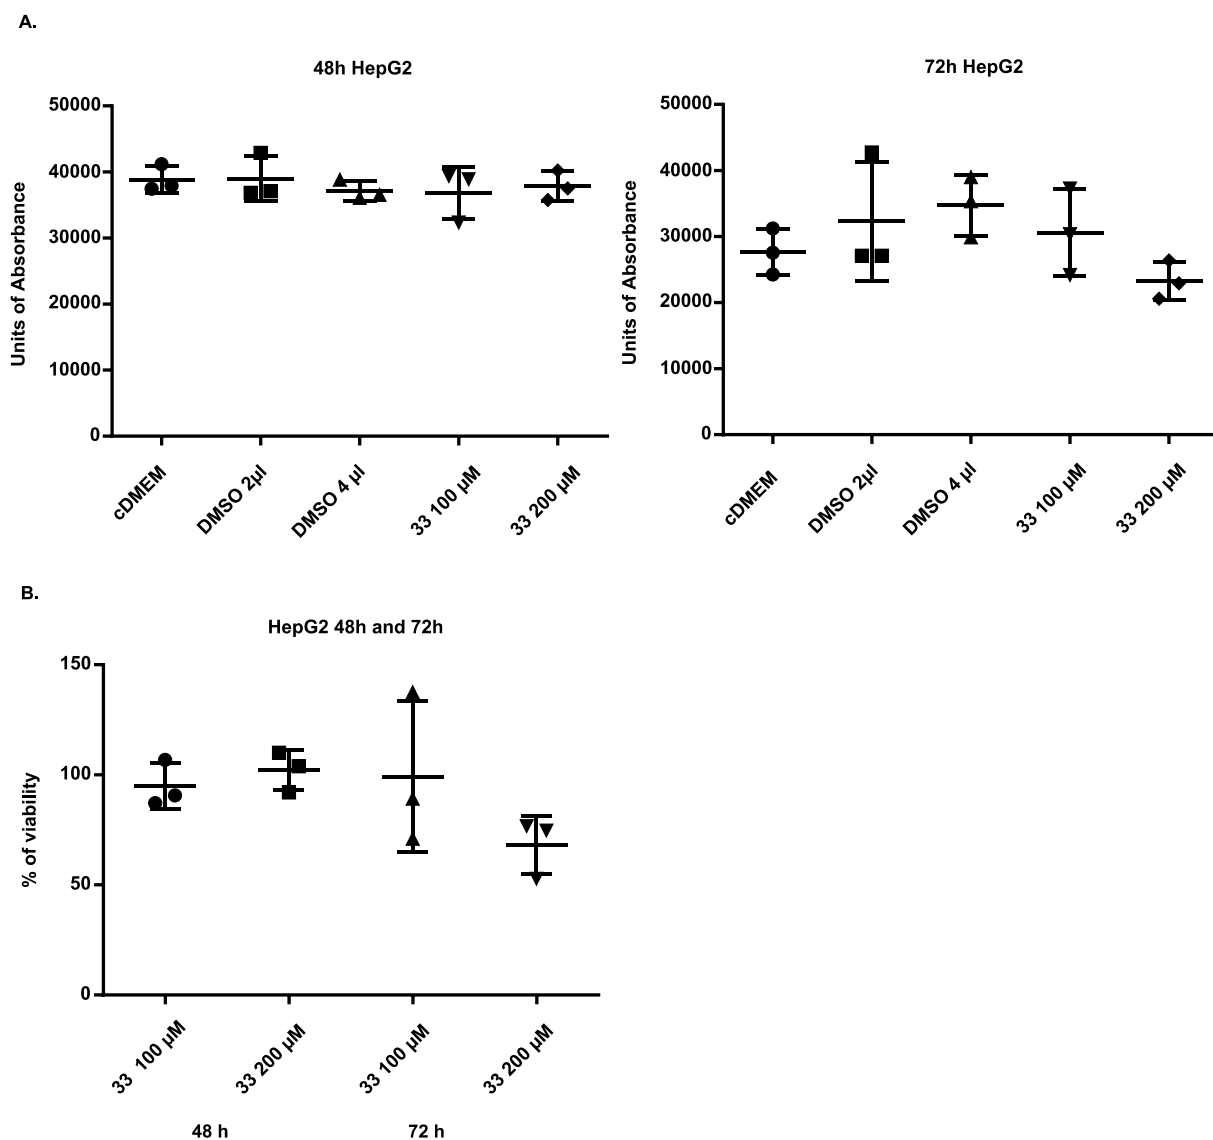 A.
48h HepG2
Units of Absorbance
50000
40000
30000
20000
10000
0
cDMEM
DMSO 2µl
DMSO 4 µl
33 100 µM
33 200 µM
72h HepG2
Units of Absorbance
50000
40000
30000
20000
10000
0
cDMEM
DMSO 2µl
DMSO 4 µl
33 100 µM
33 200 µM
B.
HepG2 48h and 72h
% of viability
150
100
50
0
33 100 µM
33 200 µM
33 100 µM
33 200 µM
48 h
72 h